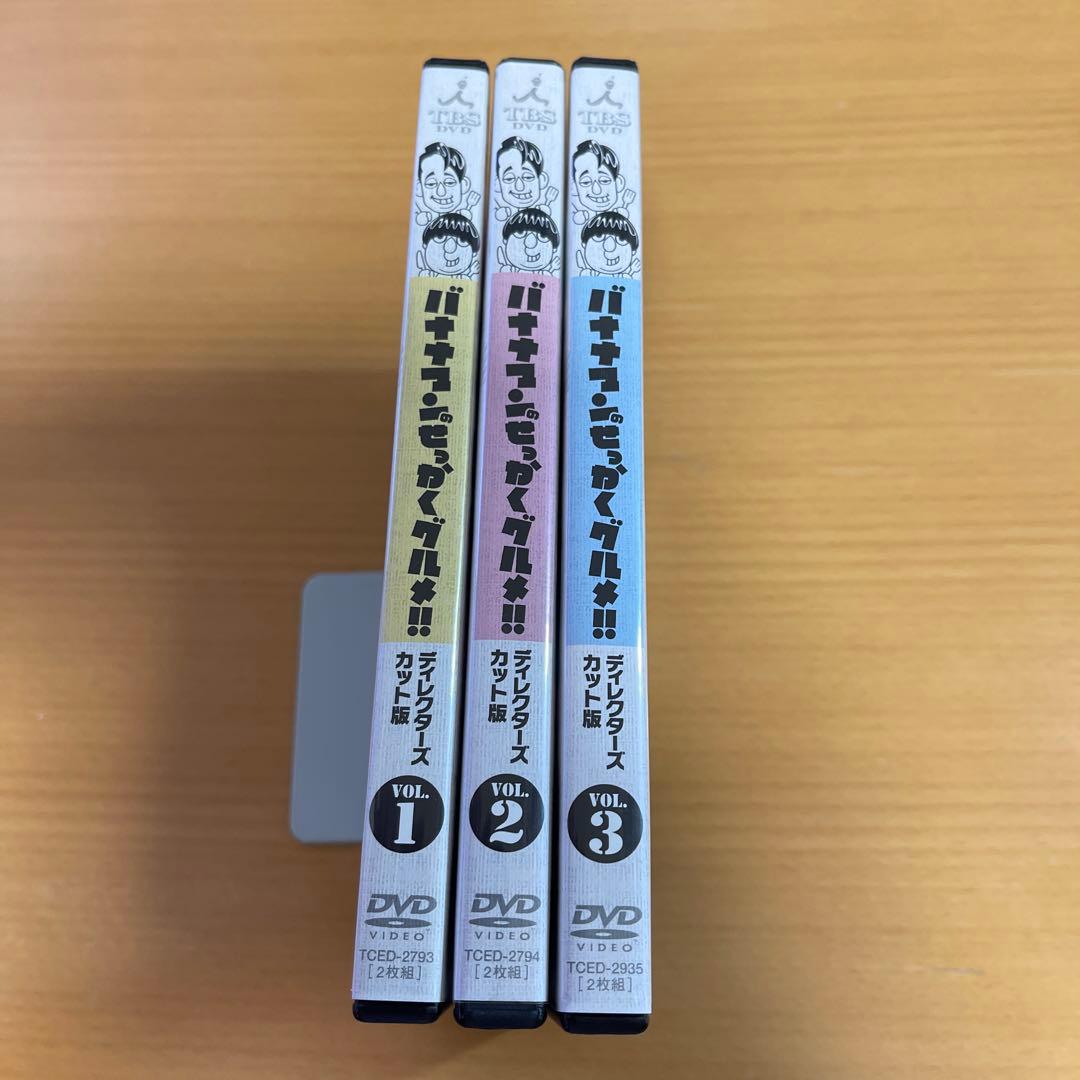 TBS
DVD
バナナマンのせっかくグルメ!!
ディレクターズ
カット版
VOL.
1
DVD
VIDEO
TCED-2793
[2枚組]
TBS
DVD
バナナマンのせっかくグルメ!!
ディレクターズ
カット版
VOL.
2
DVD
VIDEO
TCED-2794
[2枚組]
TBS
DVD
バナナマンのせっかくグルメ!!
ディレクターズ
カット版
VOL.
3
DVD
VIDEO
TCED-2935
[2枚組]